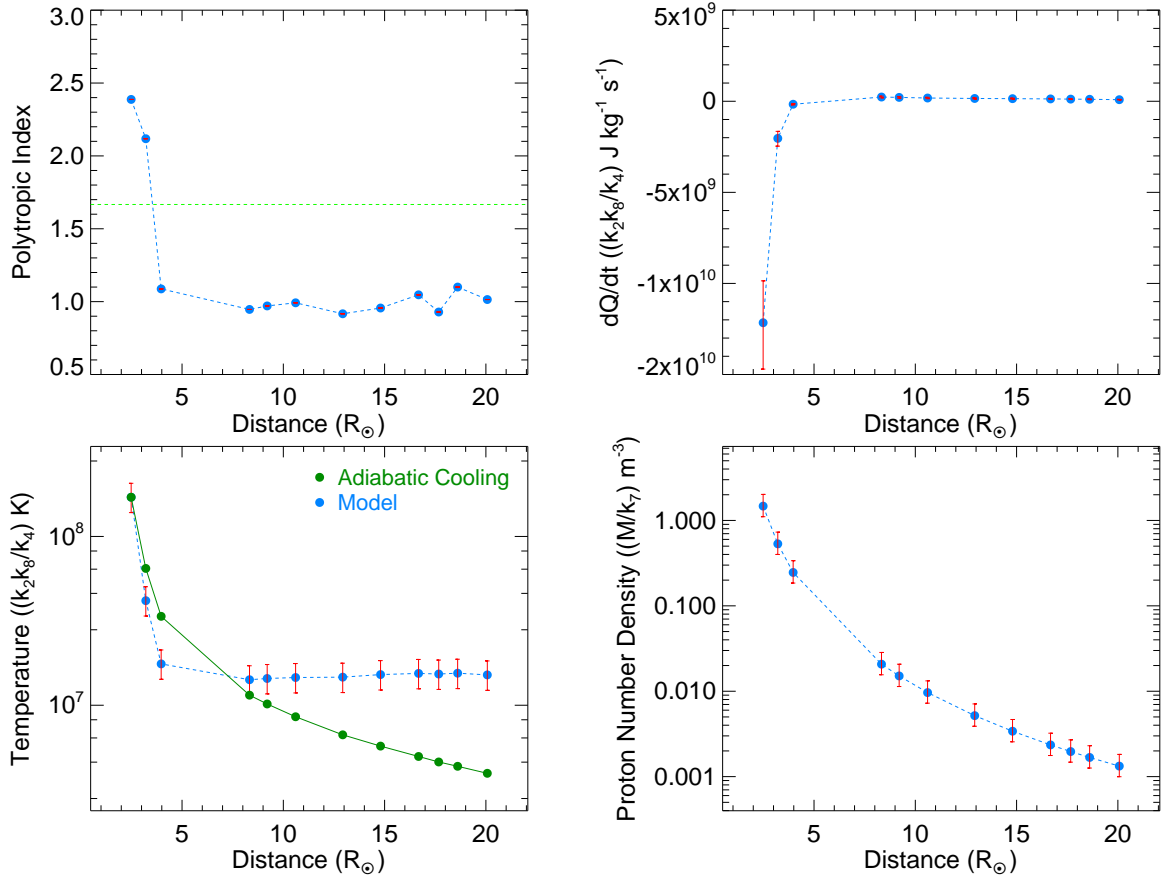 3.0
2.5
2.0
1.5
1.0
0.5
Polytropic Index
5 10 15 20
Distance (R☉)
5x10⁹
0
-5x10⁹
-1x10¹⁰
-2x10¹⁰
dQ/dt ((k₂k₈/k₄) J kg⁻¹ s⁻¹
5 10 15 20
Distance (R☉)
Adiabatic Cooling
Model
10⁸
10⁷
Temperature ((k₂k₈/k₄) K)
5 10 15 20
Distance (R☉)
1.000
0.100
0.010
0.001
Proton Number Density ((M/k₇) m⁻³)
5 10 15 20
Distance (R☉)